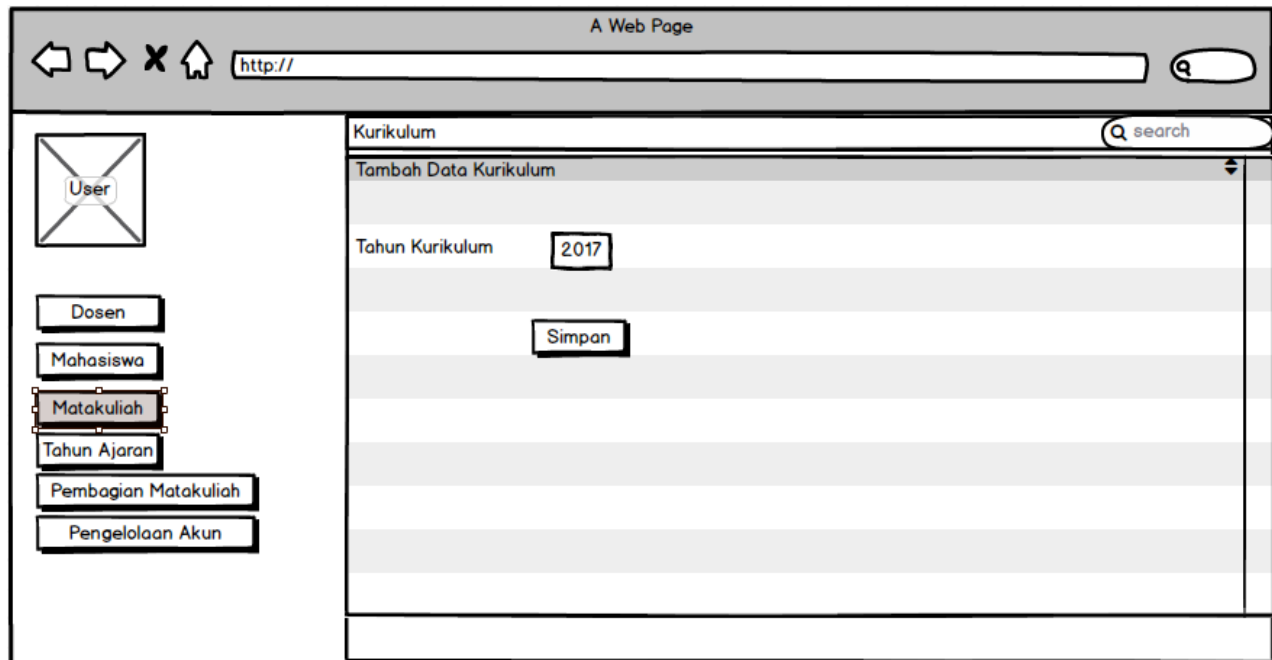 A Web Page
http://
User
Dosen
Mahasiswa
Matakuliah
Tahun Ajaran
Pembagian Matakuliah
Pengelolaan Akun
Kurikulum
search
Tambah Data Kurikulum
Tahun Kurikulum 2017
Simpan